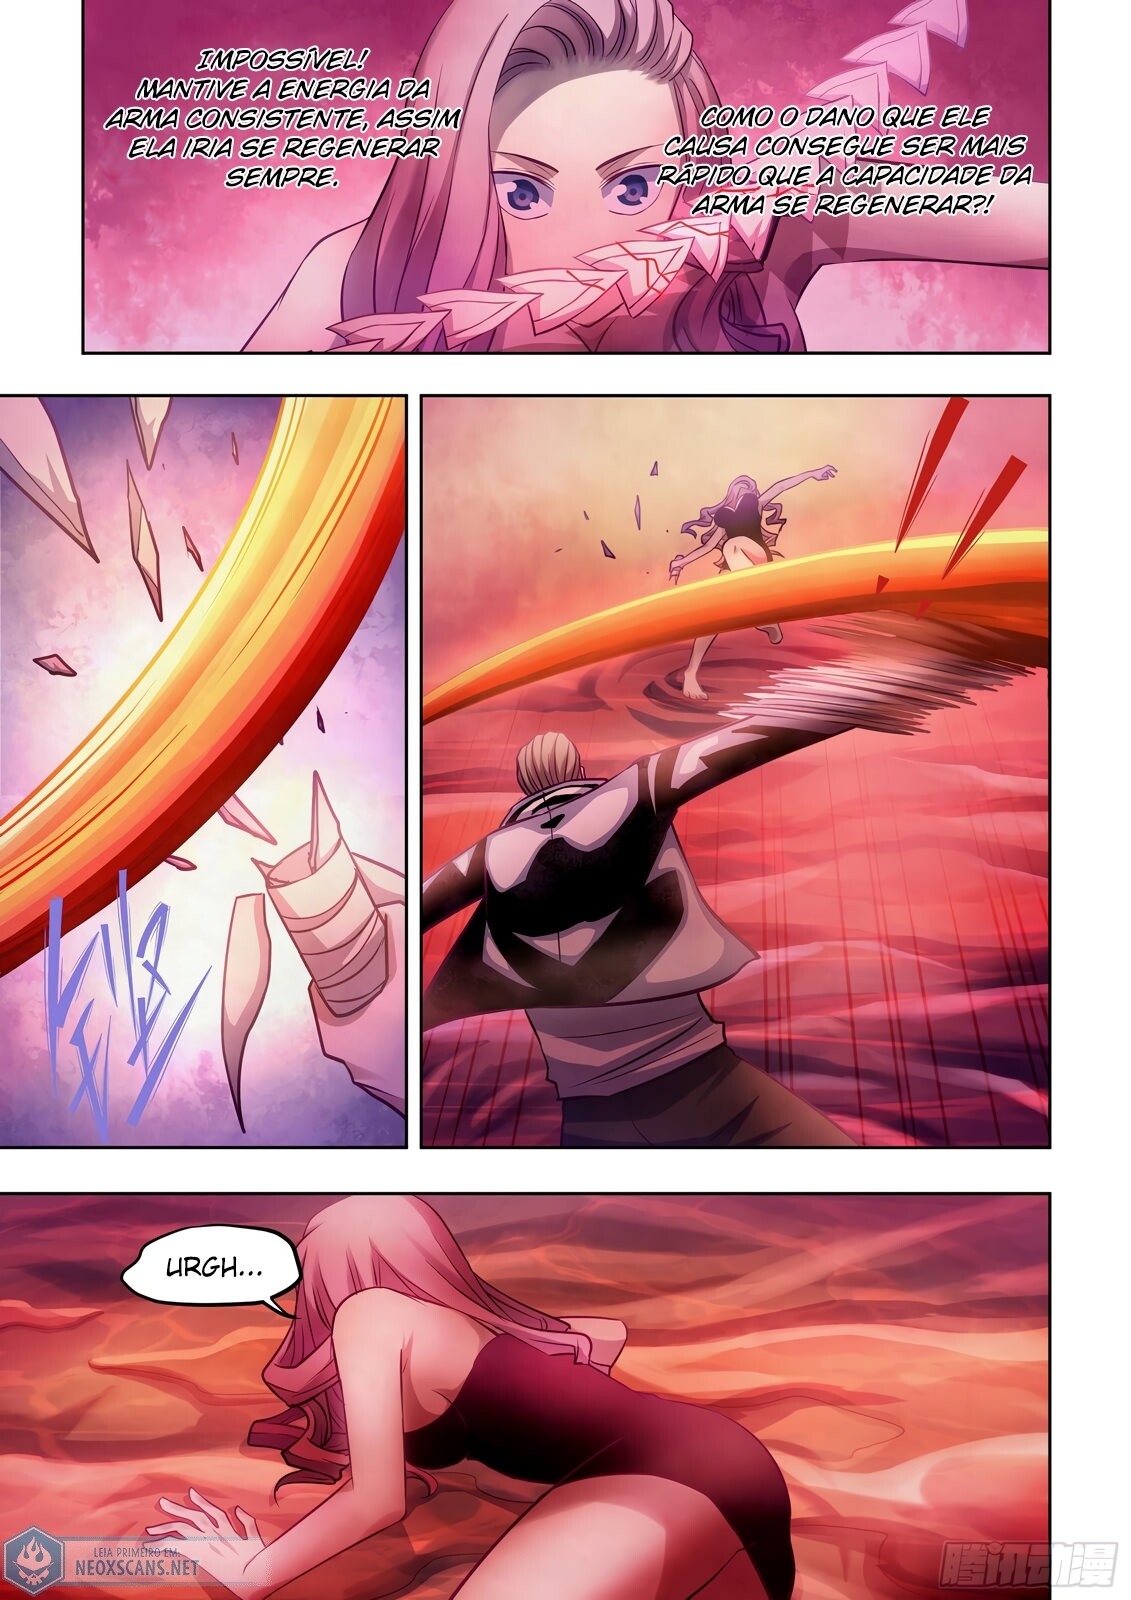 IMPOSSÍVEL!
MANTIVE A ENERGIA DA
ARMA CONSISTENTE, ASSIM
ELA IRIA SE REGENERAR
SEMPRE.
COMO O DANO QUE ELE
CAUSA CONSEGUE SER MAIS
RÁPIDO QUE A CAPACIDADE DA
ARMA SE REGENERAR?!
URGH...
LEIA PRIMEIRO EM:
NEOXSCANS.NET
腾讯动漫